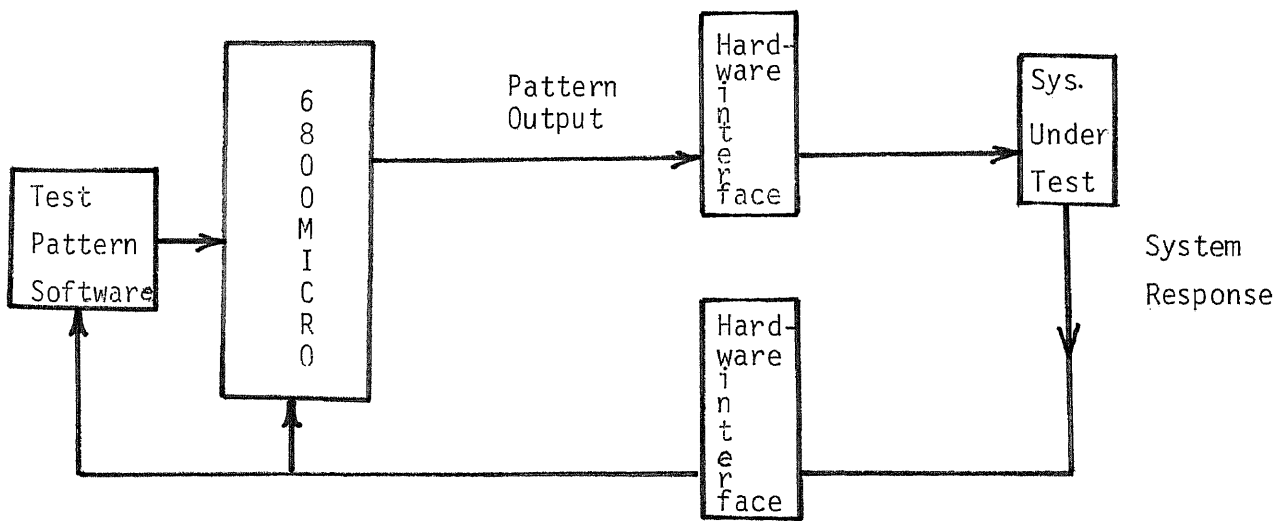 Test
Pattern
Software
6
8
0
0
M
I
C
R
O
Pattern
Output
Hard-
ware
i
n
t
e
r
face
Sys.
Under
Test
System
Response
Hard-
ware
i
n
t
e
r
face